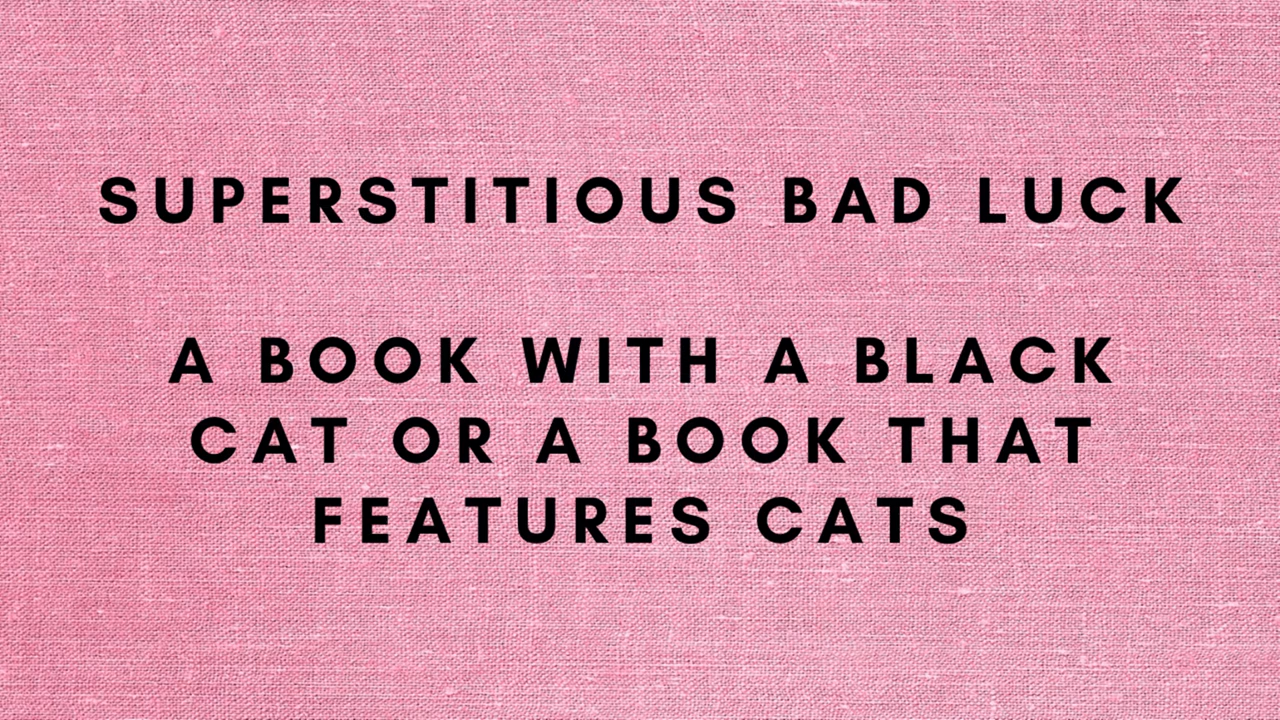 SUPERSTITIOUS BAD LUCK
A BOOK WITH A BLACK
CAT OR A BOOK THAT
FEATURES CATS